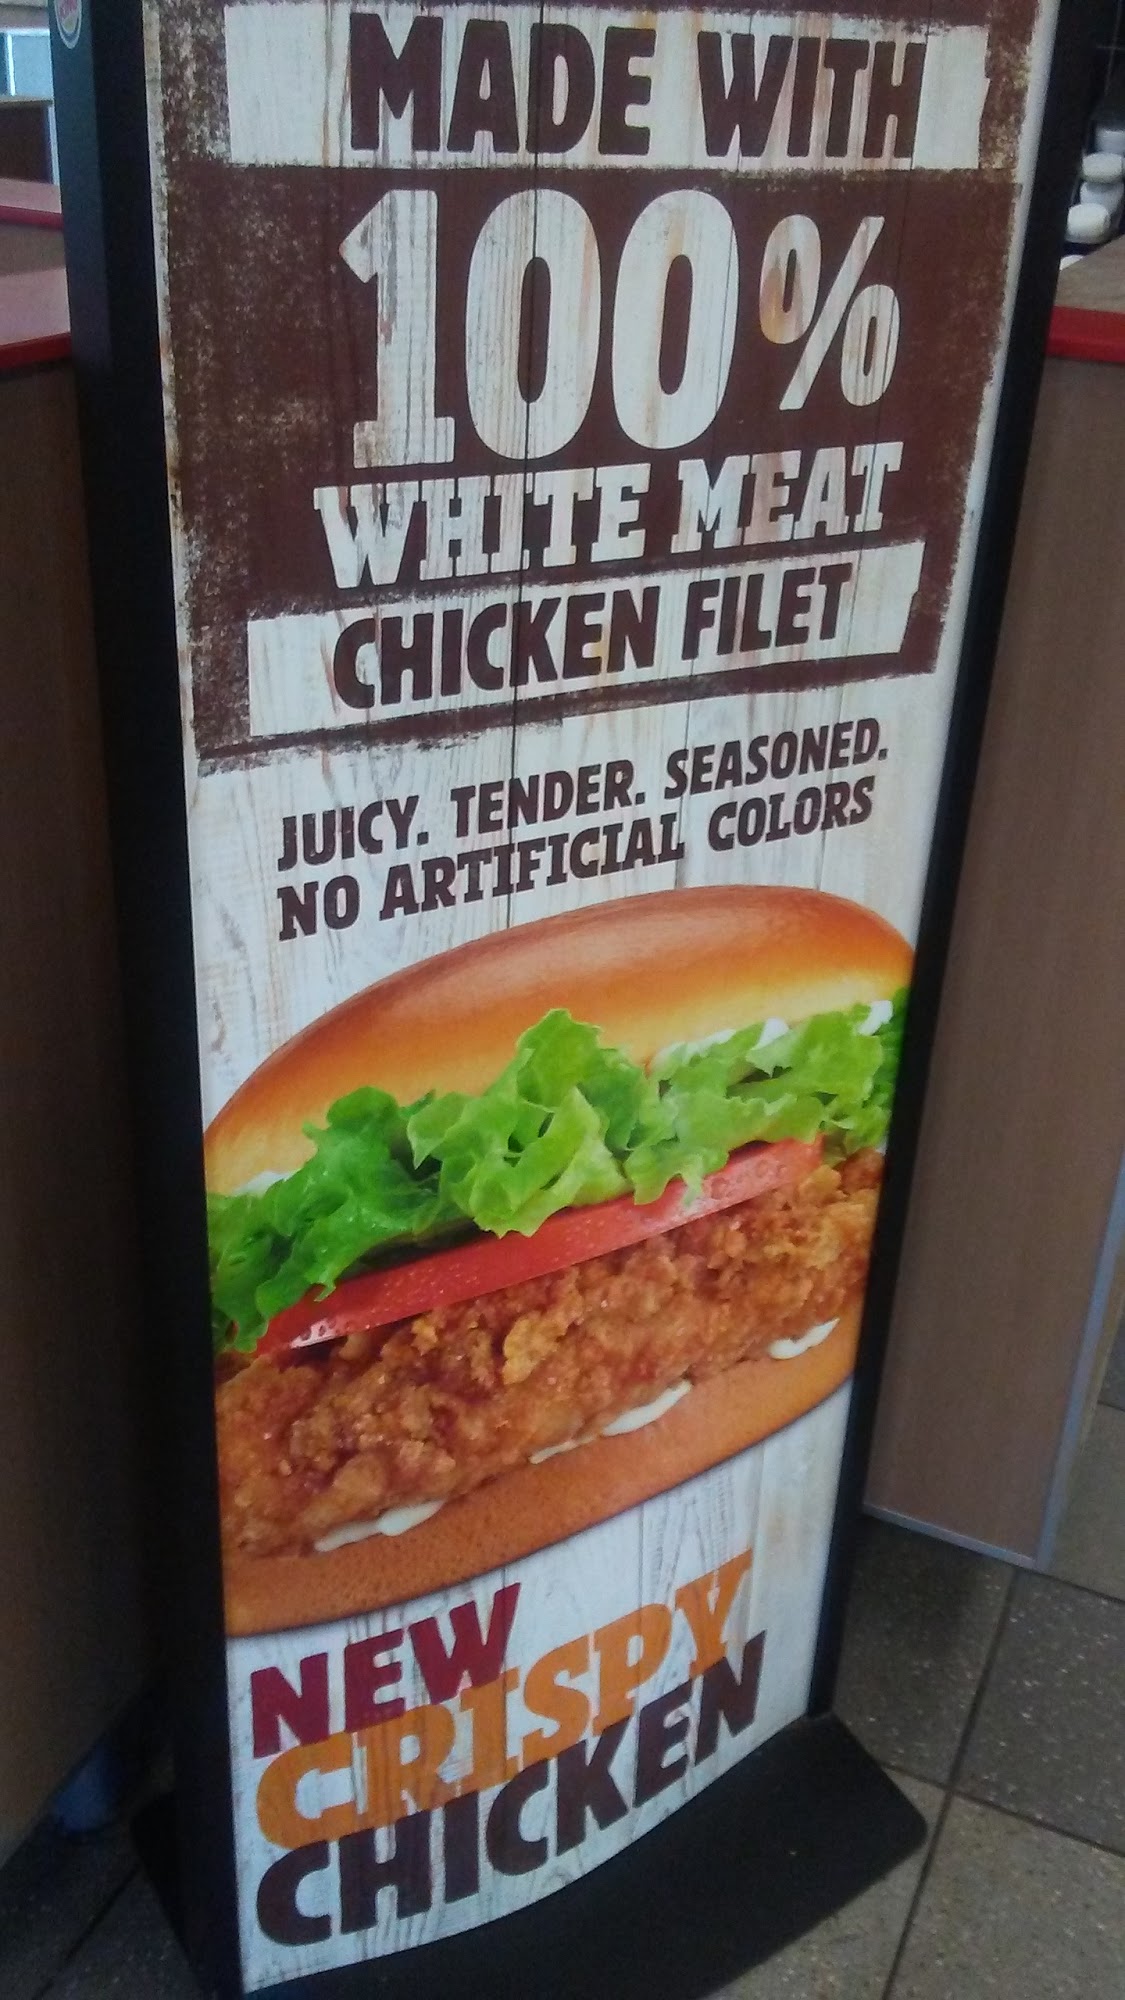 MADE WITH
100%
WHITE MEAT
CHICKEN FILET
JUICY. TENDER. SEASONED.
NO ARTIFICIAL COLORS
NEW
CRISPY
CHICKEN